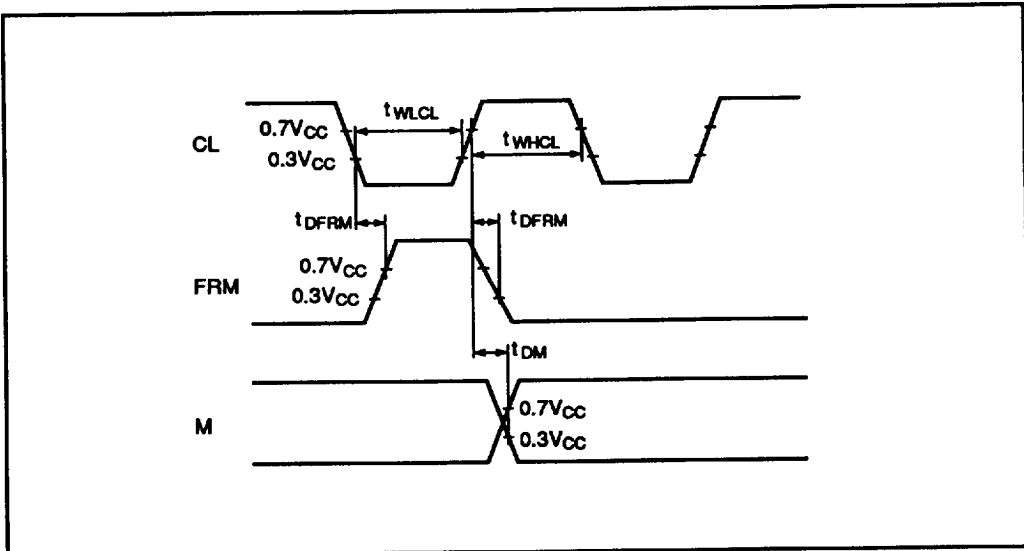 CL
0.7VCC
0.3VCC
tWLCL
tWHCL
tDFRM
tDFRM
FRM
0.7VCC
0.3VCC
tDM
M
0.7VCC
0.3VCC